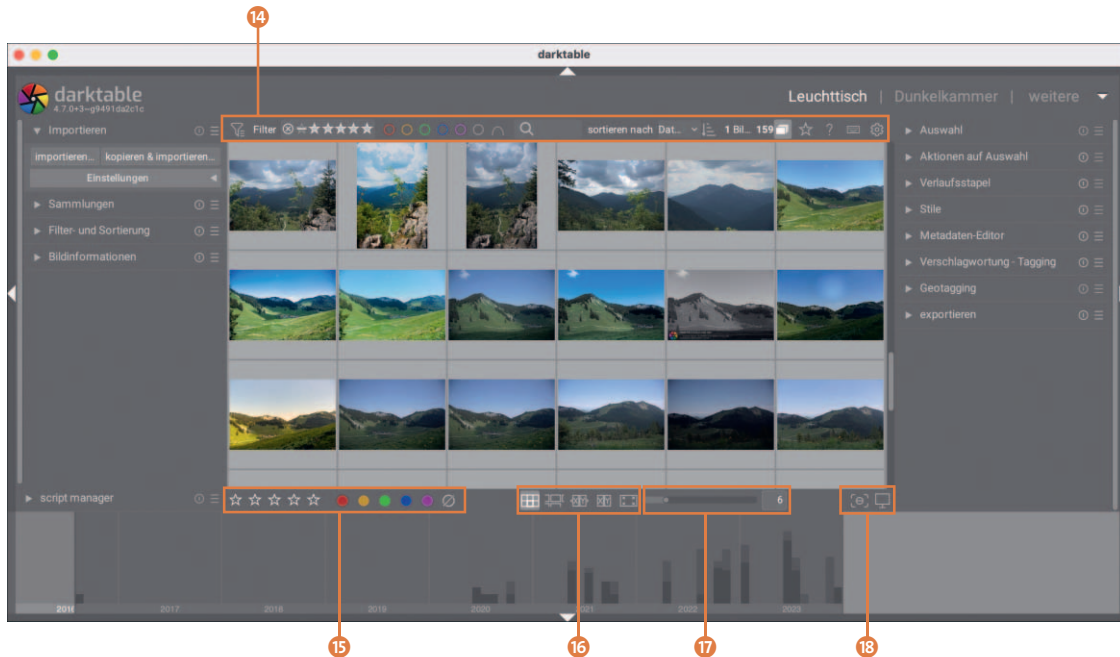 14
darktable
darktable
4.7.0+3~g9491da2c1c
Leuchttisch | Dunkelkammer | weitere
Importieren
Filter
sortieren nach Dat...
1 Bil... 159
?
importieren... kopieren & importieren...
Einstellungen
Sammlungen
Filter- und Sortierung
Bildinformationen
Auswahl
Aktionen auf Auswahl
Verlaufsstapel
Stile
Metadaten-Editor
Verschlagwortung - Tagging
Geotagging
exportieren
script manager
6
2016 2017 2018 2019 2020 2021 2022 2023
15 16 17 18